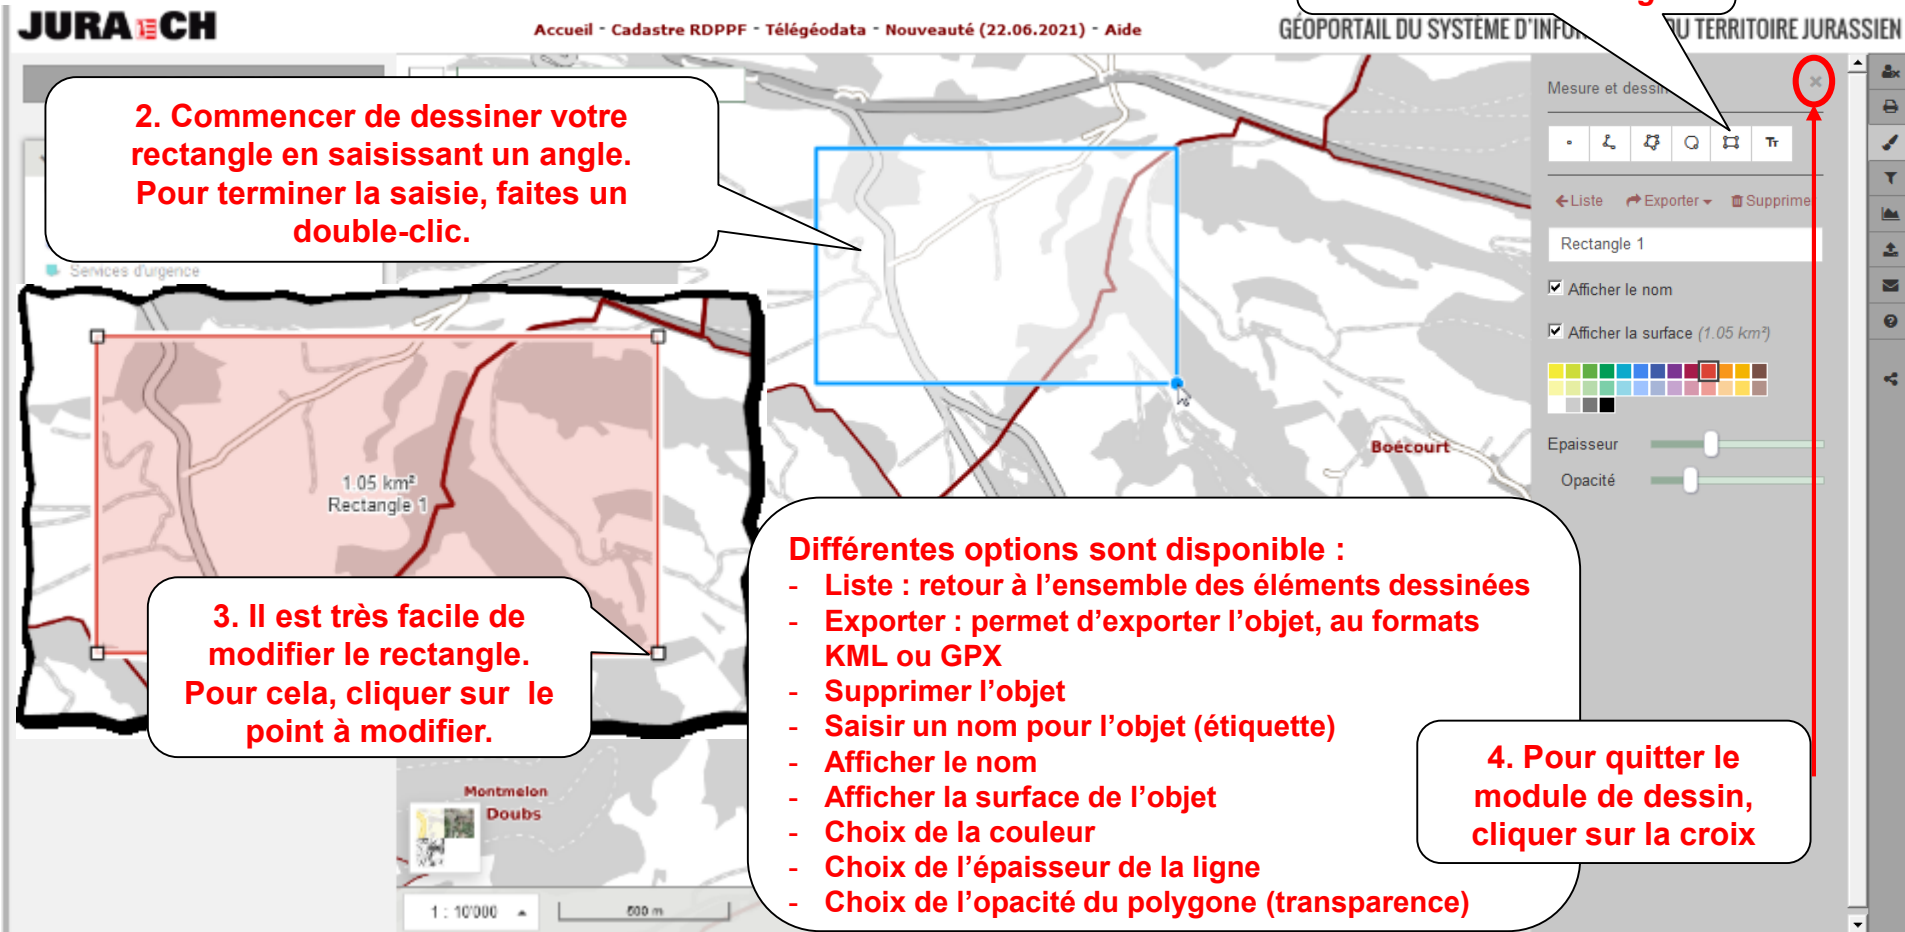 JURA CH
Accueil - Cadastre RDPPF - Télégéodata - Nouveauté (22.06.2021) - Aide
GÉOPORTAIL DU SYSTÈME D'INFO U TERRITOIRE JURASSIEN
2. Commencer de dessiner votre
rectangle en saisissant un angle.
Pour terminer la saisie, faites un
double-clic.
Services d'urgence
Mesure et dessin
Liste Exporter Supprimer
Rectangle 1
Afficher le nom
Afficher la surface (1.05 km²)
Epaisseur
Opacité
Boécourt
1.05 km²
Rectangle 1
3. Il est très facile de
modifier le rectangle.
Pour cela, cliquer sur le
point à modifier.
Différentes options sont disponible :
- Liste : retour à l’ensemble des éléments dessinées
- Exporter : permet d’exporter l’objet, au formats
KML ou GPX
- Supprimer l’objet
- Saisir un nom pour l’objet (étiquette)
- Afficher le nom
- Afficher la surface de l’objet
- Choix de la couleur
- Choix de l’épaisseur de la ligne
- Choix de l’opacité du polygone (transparence)
4. Pour quitter le
module de dessin,
cliquer sur la croix
Montmelon
Doubs
1 : 10'000
500 m